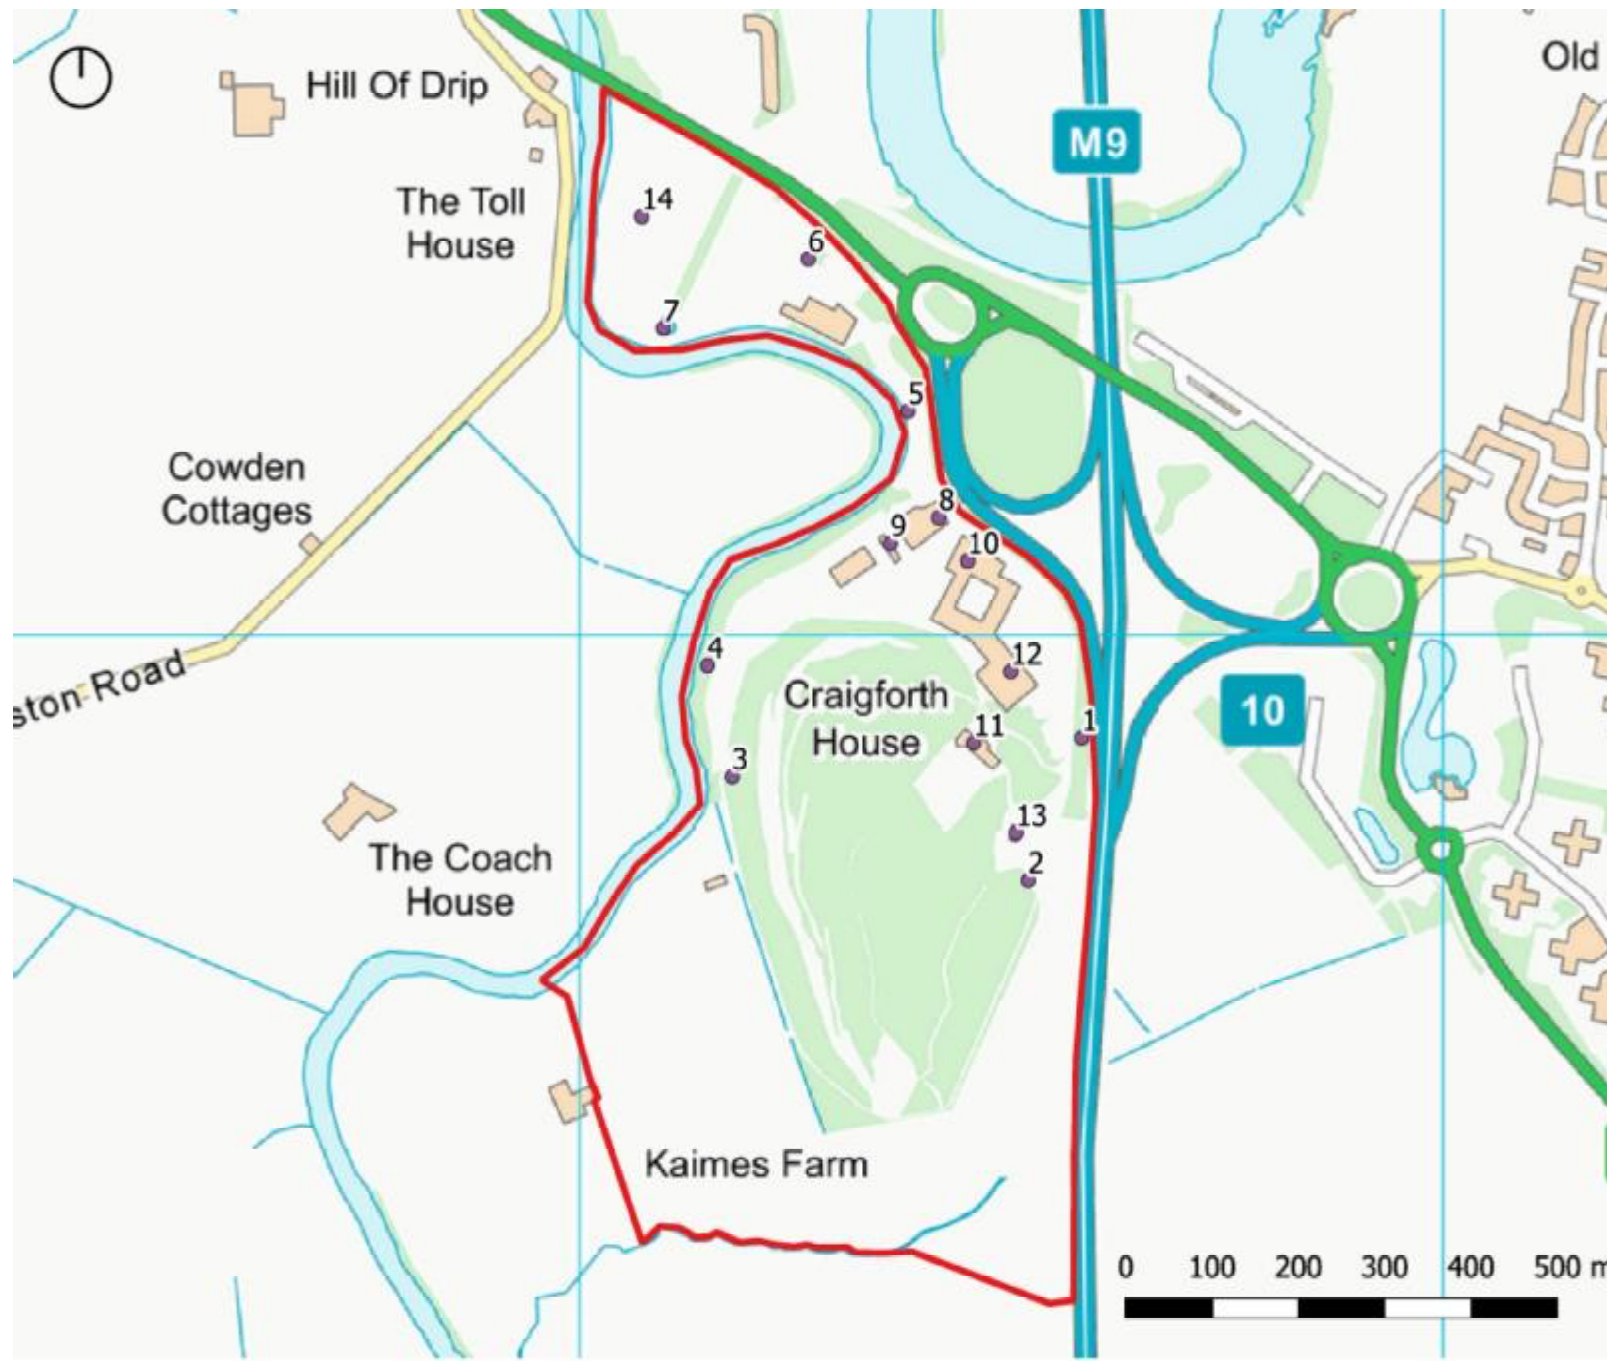 Old
Hill Of Drip
M9
The Toll
House
14
6
7
5
Cowden
Cottages
8
9
10
ston Road
4
12
Craigforth
House
10
1
11
3
13
2
The Coach
House
Kaimes Farm
0 100 200 300 400 500 m